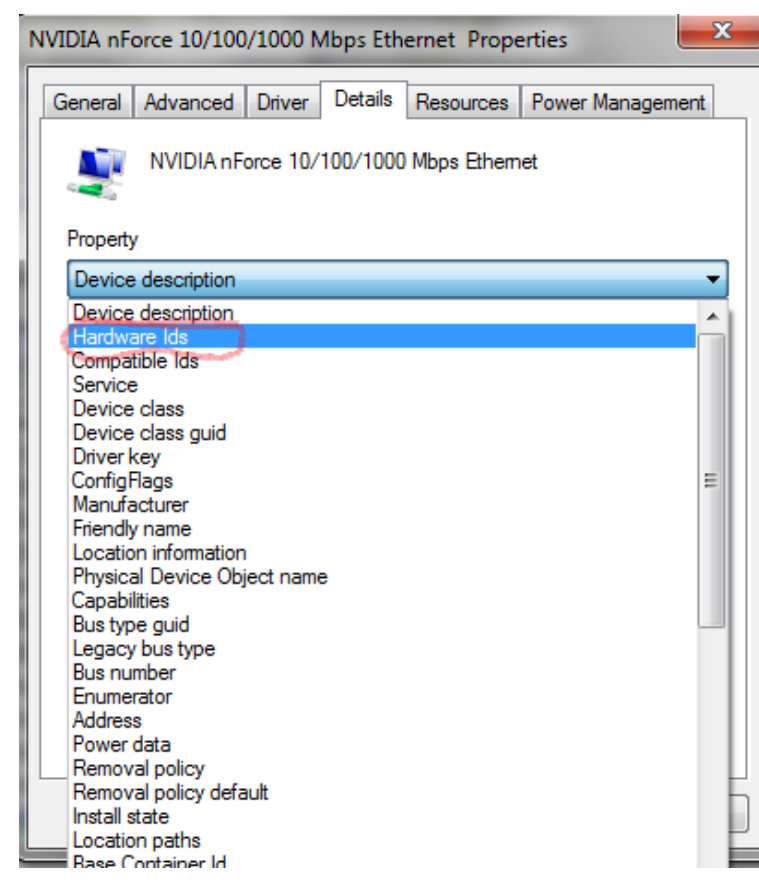 NVIDIA nForce 10/100/1000 Mbps Ethernet Properties
General Advanced Driver Details Resources Power Management
NVIDIA nForce 10/100/1000 Mbps Ethernet
Property
Device description
Device description
Hardware Ids
Compatible Ids
Service
Device class
Device class guid
Driver key
ConfigFlags
Manufacturer
Friendly name
Location information
Physical Device Object name
Capabilities
Bus type guid
Legacy bus type
Bus number
Enumerator
Address
Power data
Removal policy
Removal policy default
Install state
Location paths
Base Container Id